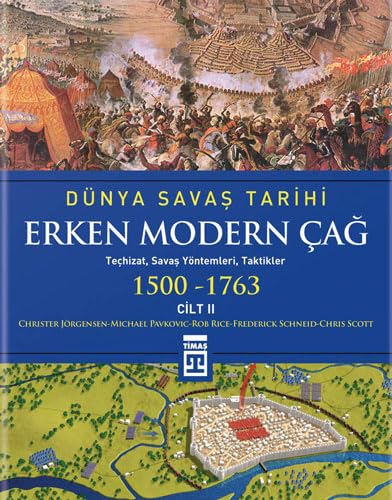 DÜNYA SAVAŞ TARİHİ
ERKEN MODERN ÇAĞ
Teçhizat, Savaş Yöntemleri, Taktikler
1500 -1763
CİLT II
CHRISTER JÖRGENSEN-MICHAEL PAVKOVIC-ROB RICE-FREDERICK SCHNEID-CHRIS SCOTT
TİMAŞ